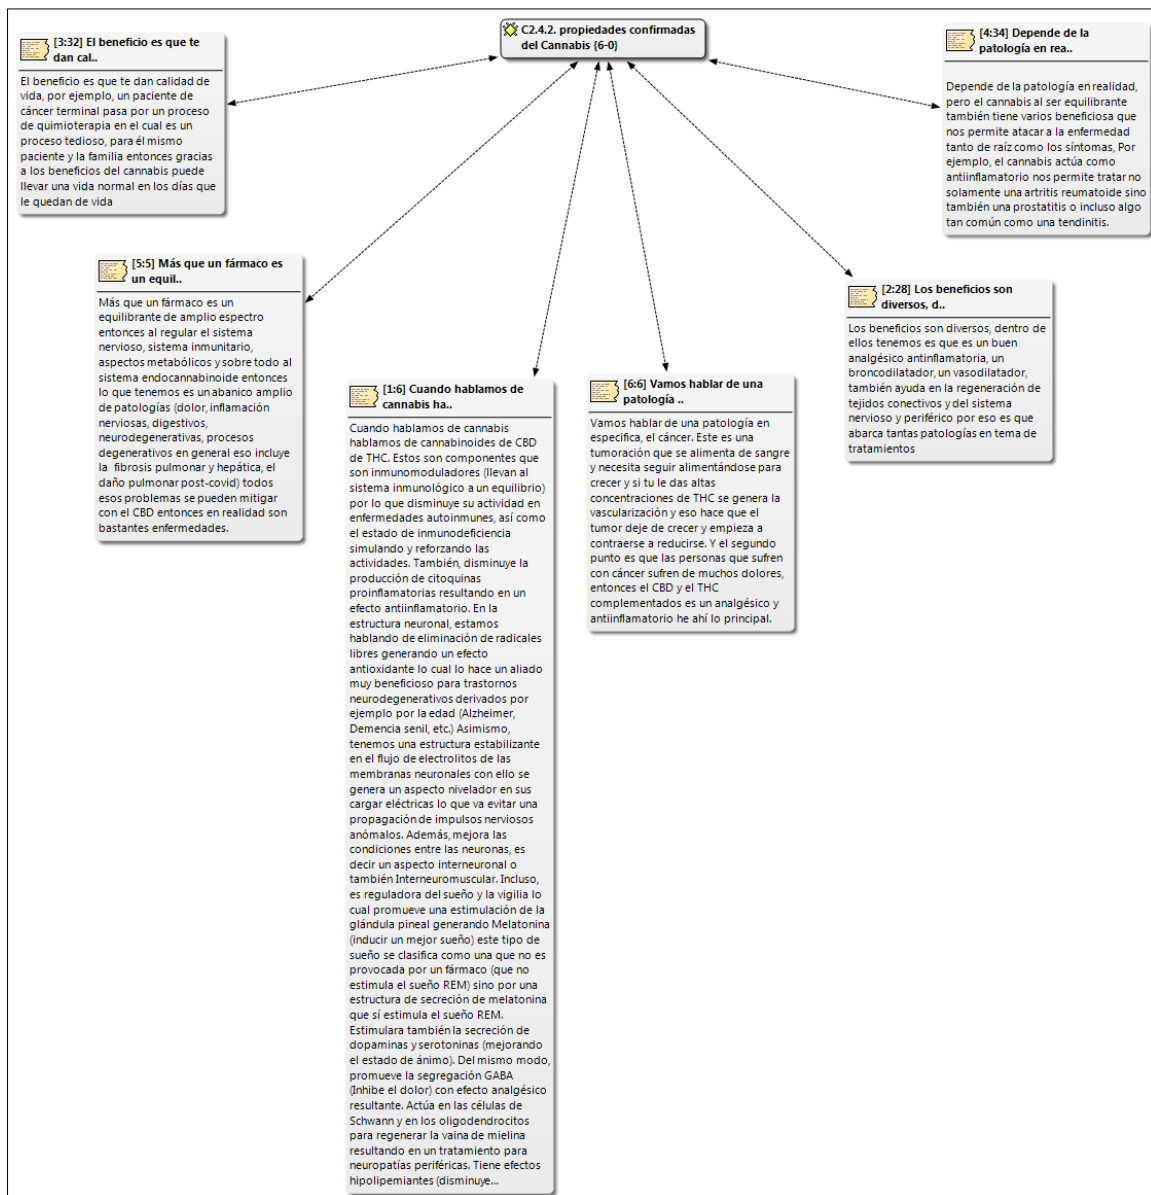 C2.4.2. propiedades confirmadas
del Cannabis {6-0}
[3:32] El beneficio es que te
dan cal..
El beneficio es que te dan calidad de
vida, por ejemplo, un paciente de
cáncer terminal pasa por un proceso
de quimioterapia en el cual es un
proceso tedioso, para él mismo
paciente y la familia entonces gracias
a los beneficios del cannabis puede
llevar una vida normal en los días que
le quedan de vida
[4:34] Depende de la
patología en rea..
Depende de la patología en realidad,
pero el cannabis al ser equilibrante
también tiene varios beneficiosa que
nos permite atacar a la enfermedad
tanto de raíz como los síntomas, Por
ejemplo, el cannabis actúa como
antiinflamatorio nos permite tratar no
solamente una artritis reumatoide sino
también una prostatitis o incluso algo
tan común como una tendinitis.
[5:5] Más que un fármaco es
un equil..
Más que un fármaco es un
equilibrante de amplio espectro
entonces al regular el sistema
nervioso, sistema inmunitario,
aspectos metabólicos y sobre todo al
sistema endocannabinoide entonces
lo que tenemos es un abanico amplio
de patologías (dolor, inflamación
nerviosas, digestivos,
neurodegenerativas, procesos
degenerativos en general eso incluye
la fibrosis pulmonar y hepática, el
daño pulmonar post-covid) todos
esos problemas se pueden mitigar
con el CBD entonces en realidad son
bastantes enfermedades.
[2:28] Los beneficios son
diversos, d..
Los beneficios son diversos, dentro de
ellos tenemos es que es un buen
analgésico antinflamatoria, un
broncodilatador, un vasodilatador,
también ayuda en la regeneración de
tejidos conectivos y del sistema
nervioso y periférico por eso es que
abarca tantas patologías en tema de
tratamientos
[1:6] Cuando hablamos de
cannabis ha..
Cuando hablamos de cannabis
hablamos de cannabinoides de CBD
de THC. Estos son componentes que
son inmunomoduladores (llevan al
sistema inmunológico a un equilibrio)
por lo que disminuye su actividad en
enfermedades autoinmunes, así como
el estado de inmunodeficiencia
simulando y reforzando las
actividades. También, disminuye la
producción de citoquinas
proinflamatorias resultando en un
efecto antiinflamatorio. En la
estructura neuronal, estamos
hablando de eliminación de radicales
libres generando un efecto
antioxidante lo cual lo hace un aliado
muy beneficioso para trastornos
neurodegenerativos derivados por
ejemplo por la edad (Alzheimer,
Demencia senil, etc.) Asimismo,
tenemos una estructura estabilizante
en el flujo de electrolitos de las
membranas neuronales con ello se
genera un aspecto nivelador en sus
cargar eléctricas lo que va evitar una
propagación de impulsos nerviosos
anómalos. Además, mejora las
condiciones entre las neuronas, es
decir un aspecto interneuronal o
también Interneuromuscular. Incluso,
es reguladora del sueño y la vigilia lo
cual promueve una estimulación de la
glándula pineal generando Melatonina
(inducir un mejor sueño) este tipo de
sueño se clasifica como una que no es
provocada por un fármaco (que no
estimula el sueño REM) sino por una
estructura de secreción de melatonina
que sí estimula el sueño REM.
Estimulara también la secreción de
dopaminas y serotoninas (mejorando
el estado de ánimo). Del mismo modo,
promueve la segregación GABA
(Inhibe el dolor) con efecto analgésico
resultante. Actúa en las células de
Schwann y en los oligodendrocitos
para regenerar la vaina de mielina
resultando en un tratamiento para
neuropatías periféricas. Tiene efectos
hipolipemiantes (disminuye...
[6:6] Vamos hablar de una
patología ..
Vamos hablar de una patología en
especifica, el cáncer. Este es una
tumoración que se alimenta de sangre
y necesita seguir alimentándose para
crecer y si tu le das altas
concentraciones de THC se genera la
vascularización y eso hace que el
tumor deje de crecer y empieza a
contraerse a reducirse. Y el segundo
punto es que las personas que sufren
con cáncer sufren de muchos dolores,
entonces el CBD y el THC
complementados es un analgésico y
antiinflamatorio he ahí lo principal.